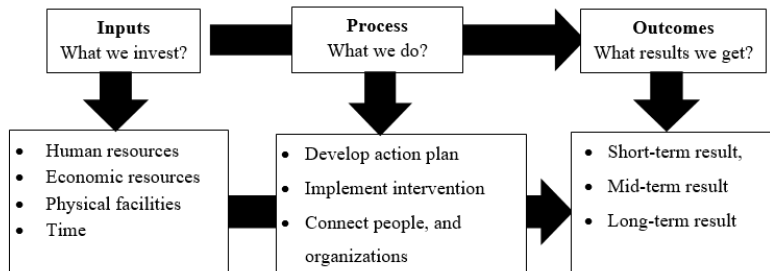 Inputs
What we invest?
Process
What we do?
Outcomes
What results we get?
• Human resources
• Economic resources
• Physical facilities
• Time
• Develop action plan
• Implement intervention
• Connect people, and
organizations
• Short-term result,
• Mid-term result
• Long-term result